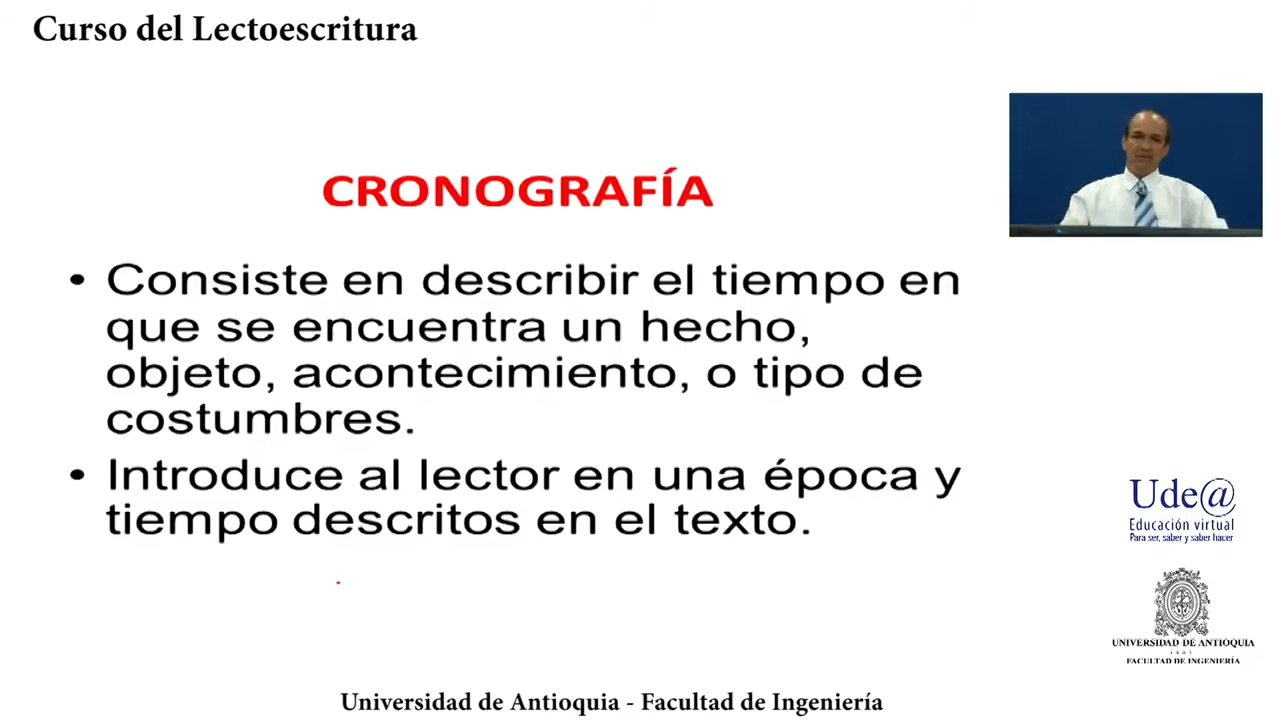 Curso del Lectoescritura
CRONOGRAFÍA
• Consiste en describir el tiempo en
que se encuentra un hecho,
objeto, acontecimiento, o tipo de
costumbres.
• Introduce al lector en una época y
tiempo descritos en el texto.
Ude@
Educación virtual
Para ser, saber y saber hacer
UNIVERSIDAD DE ANTIOQUIA
1803
FACULTAD DE INGENIERÍA
Universidad de Antioquia - Facultad de Ingeniería